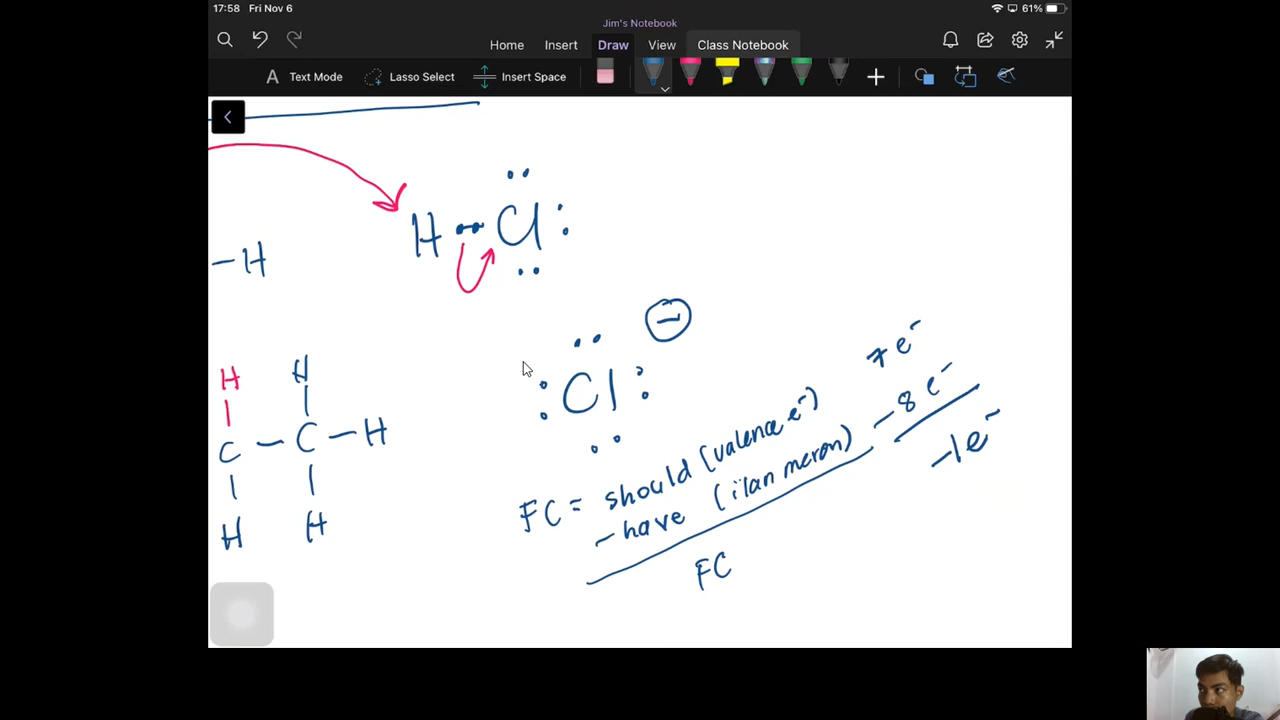 17:58 Fri Nov 6
61%
Jim's Notebook
Home Insert Draw View Class Notebook
A Text Mode Lasso Select Insert Space
H Cl
–H
–
Cl
H H
C – C – H
H H
7 e⁻
– 8 e⁻
–1e⁻
FC = should (valence e⁻)
– have (ilan meron)
FC